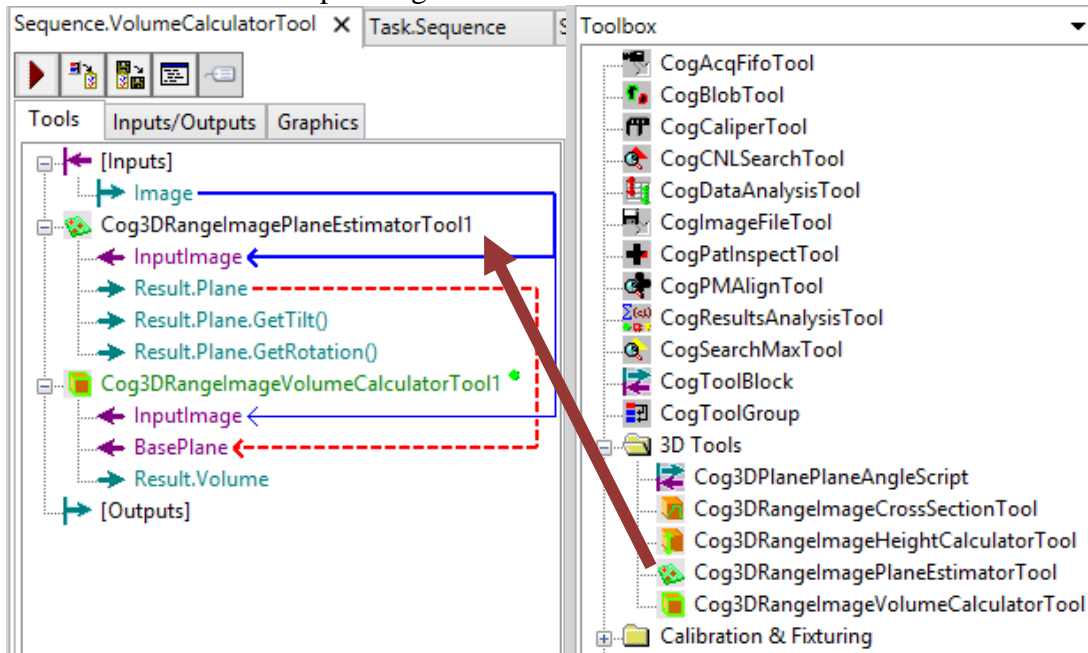 Sequence.VolumeCalculatorTool X Task.Sequence
Tools Inputs/Outputs Graphics
[Inputs]
Image
Cog3DRangeImagePlaneEstimatorTool1
InputImage
Result.Plane
Result.Plane.GetTilt()
Result.Plane.GetRotation()
Cog3DRangeImageVolumeCalculatorTool1
InputImage
BasePlane
Result.Volume
[Outputs]
Toolbox
CogAcqFifoTool
CogBlobTool
CogCaliperTool
CogCNLSearchTool
CogDataAnalysisTool
CogImageFileTool
CogPatInspectTool
CogPMAlignTool
CogResultsAnalysisTool
CogSearchMaxTool
CogToolBlock
CogToolGroup
3D Tools
Cog3DPlanePlaneAngleScript
Cog3DRangeImageCrossSectionTool
Cog3DRangeImageHeightCalculatorTool
Cog3DRangeImagePlaneEstimatorTool
Cog3DRangeImageVolumeCalculatorTool
Calibration & Fixturing